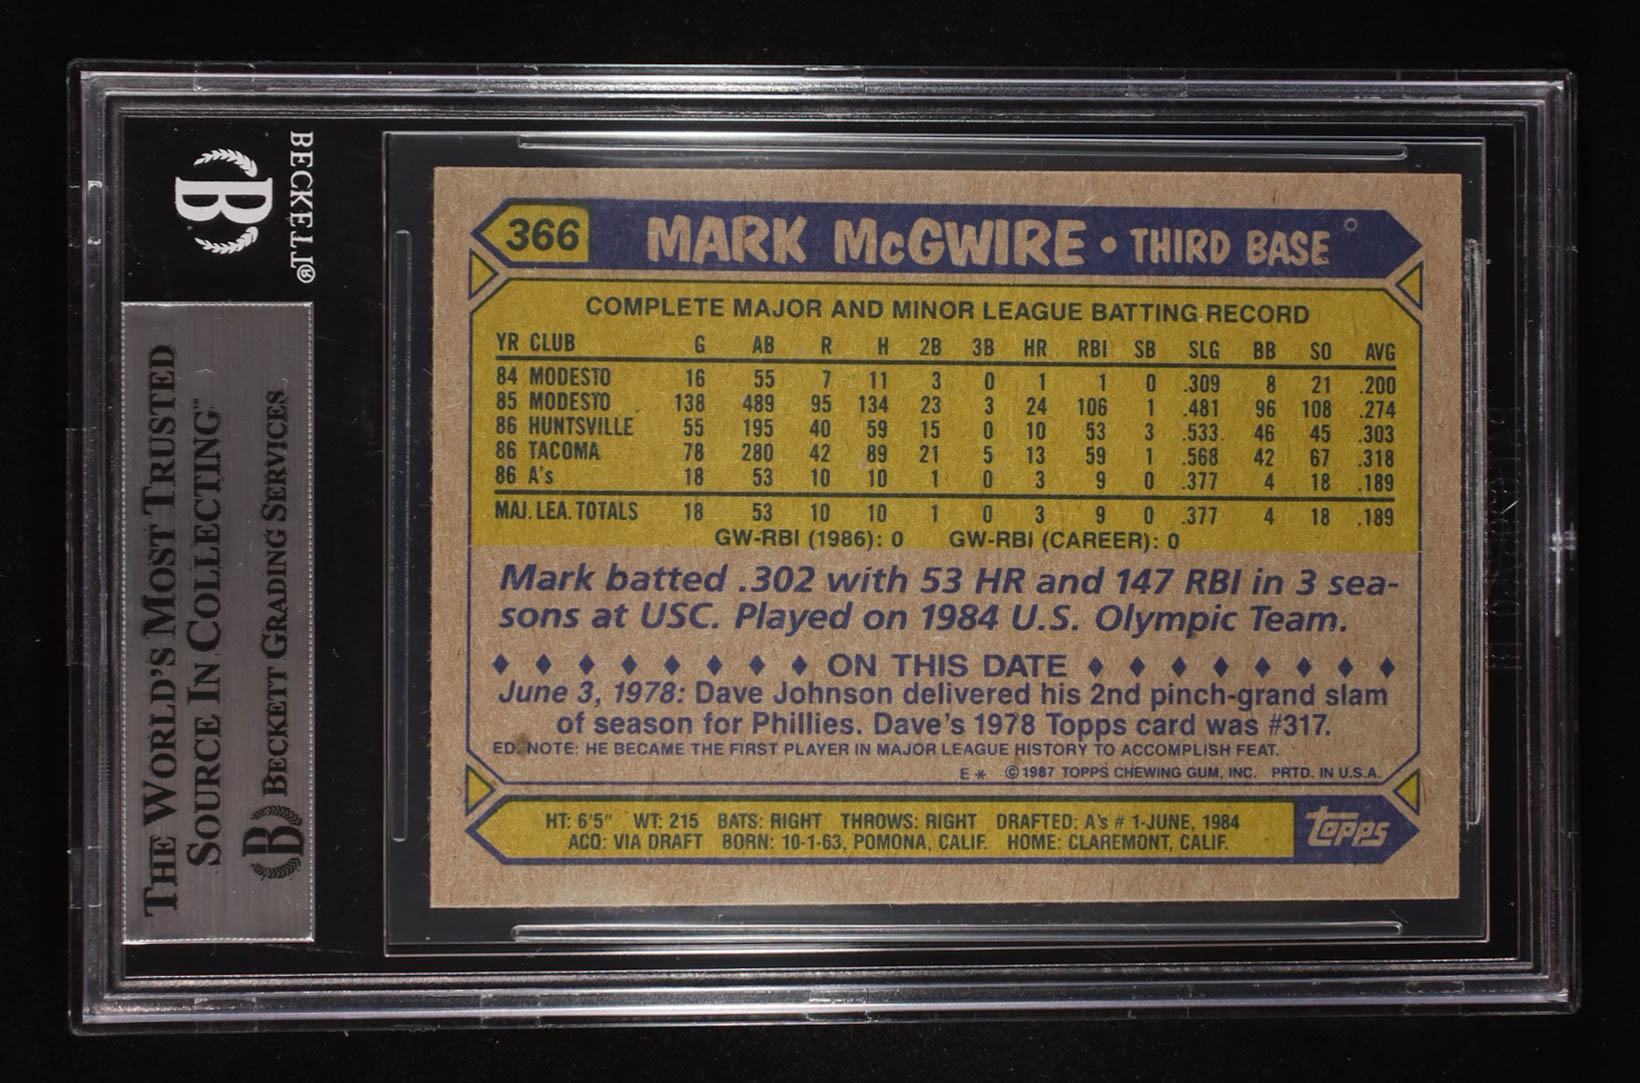 BECKETT®
B
THE WORLD'S MOST TRUSTED
SOURCE IN COLLECTING™
B BECKETT GRADING SERVICES
366 MARK McGWIRE • THIRD BASE
COMPLETE MAJOR AND MINOR LEAGUE BATTING RECORD
YR CLUB G AB R H 2B 3B HR RBI SB SLG BB SO AVG
84 MODESTO 16 55 7 11 3 0 1 1 0 .309 8 21 .200
85 MODESTO 138 489 95 134 23 3 24 106 1 .481 96 108 .274
86 HUNTSVILLE 55 195 40 59 15 0 10 53 3 .533 46 45 .303
86 TACOMA 78 280 42 89 21 5 13 59 1 .568 42 67 .318
86 A's 18 53 10 10 1 0 3 9 0 .377 4 18 .189
MAJ. LEA. TOTALS 18 53 10 10 1 0 3 9 0 .377 4 18 .189
GW-RBI (1986): 0 GW-RBI (CAREER): 0
Mark batted .302 with 53 HR and 147 RBI in 3 sea-
sons at USC. Played on 1984 U.S. Olympic Team.
ON THIS DATE
June 3, 1978: Dave Johnson delivered his 2nd pinch-grand slam
of season for Phillies. Dave's 1978 Topps card was #317.
ED. NOTE: HE BECAME THE FIRST PLAYER IN MAJOR LEAGUE HISTORY TO ACCOMPLISH FEAT.
E* ©1987 TOPPS CHEWING GUM, INC. PRTD. IN U.S.A.
HT: 6'5" WT: 215 BATS: RIGHT THROWS: RIGHT DRAFTED: A's # 1-JUNE, 1984
ACQ: VIA DRAFT BORN: 10-1-63, POMONA, CALIF. HOME: CLAREMONT, CALIF.
topps